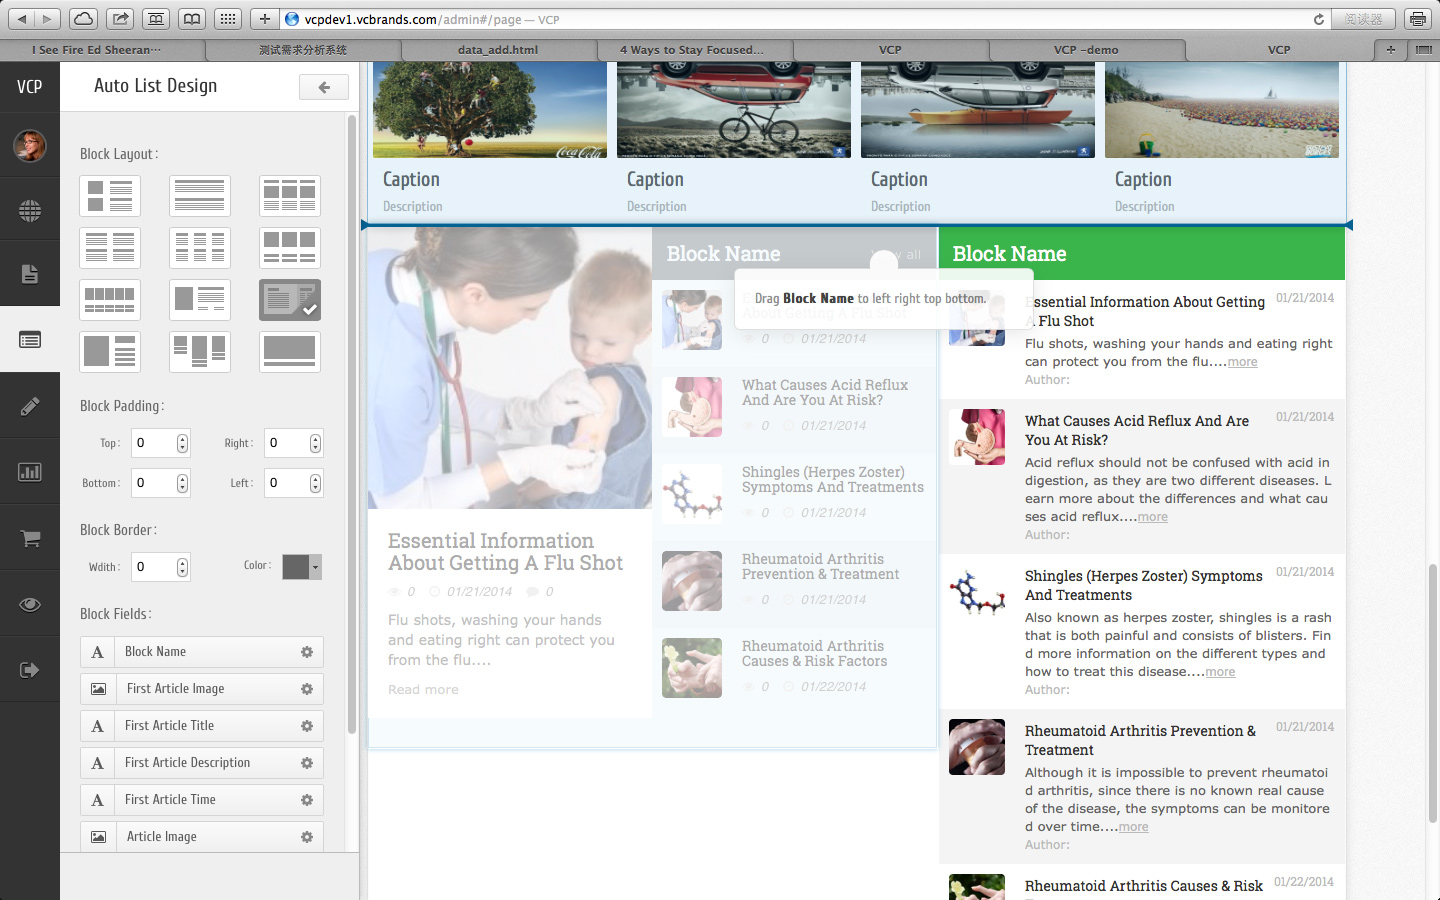 vcpdev1.vcbrands.com/admin#/page — VCP
阅读器
I See Fire Ed Sheeran⋯
测试需求分析系统
data_add.html
4 Ways to Stay Focused...
VCP
VCP -demo
VCP
VCP
Auto List Design
Block Layout:
Block Padding:
Top: 0
Right: 0
Bottom: 0
Left: 0
Block Border:
Wdith: 0
Color:
Block Fields:
A Block Name
First Article Image
A First Article Title
A First Article Description
A First Article Time
Article Image
Coca-Cola
Caption
Description
Caption
Description
Caption
Description
Caption
Description
Essential Information
About Getting A Flu Shot
0 01/21/2014 0
Flu shots, washing your hands
and eating right can protect you
from the flu....
Read more
Block Name
all
Drag Block Name to left right top bottom.
About Getting A Flu Shot
0 01/21/2014
What Causes Acid Reflux
And Are You At Risk?
0 01/21/2014
Shingles (Herpes Zoster)
Symptoms And Treatments
0 01/21/2014
Rheumatoid Arthritis
Prevention & Treatment
0 01/21/2014
Rheumatoid Arthritis
Causes & Risk Factors
0 01/22/2014
Block Name
Essential Information About Getting
A Flu Shot
01/21/2014
Flu shots, washing your hands and eating right
can protect you from the flu....more
Author:
What Causes Acid Reflux And Are
You At Risk?
01/21/2014
Acid reflux should not be confused with acid in
digestion, as they are two different diseases. L
earn more about the differences and what cau
ses acid reflux....more
Author:
Shingles (Herpes Zoster) Symptoms
And Treatments
01/21/2014
Also known as herpes zoster, shingles is a rash
that is both painful and consists of blisters. Fin
d more information on the different types and
how to treat this disease....more
Author:
Rheumatoid Arthritis Prevention &
Treatment
01/21/2014
Although it is impossible to prevent rheumatoi
d arthritis, since there is no known real cause
of the disease, the symptoms can be monitore
d over time....more
Author:
Rheumatoid Arthritis Causes & Risk
01/22/2014